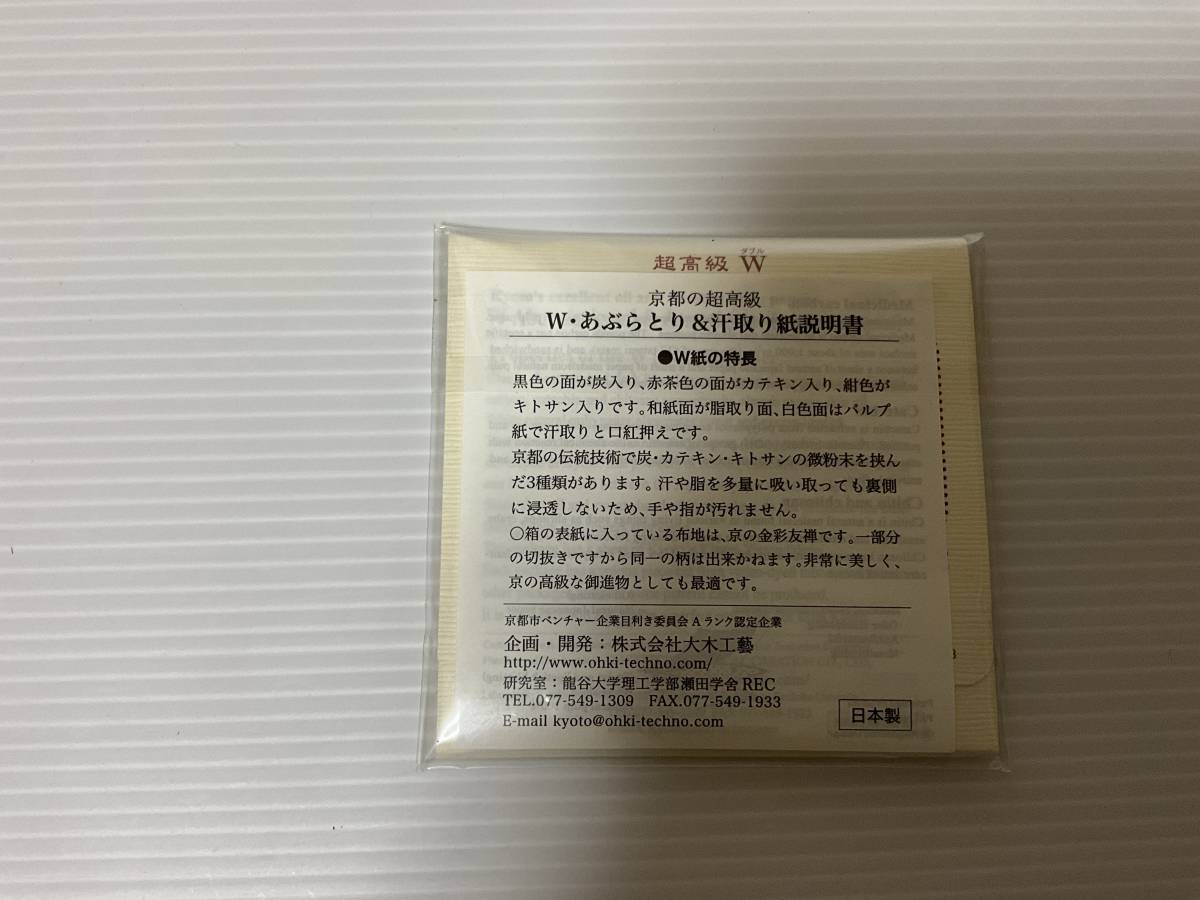 超高級 W
ダブル
京都の超高級
W・あぶらとり&汗取り紙説明書
●W紙の特長
黒色の面が炭入り、赤茶色の面がカテキン入り、紺色が
キトサン入りです。和紙面が脂取り面、白色面はパルプ
紙で汗取りと口紅押えです。
京都の伝統技術で炭・カテキン・キトサンの微粉末を挟ん
だ3種類があります。汗や脂を多量に吸い取っても裏側
に浸透しないため、手や指が汚れません。
○箱の表紙に入っている布地は、京の金彩友禅です。一部分
の切抜きですから同一の柄は出来かねます。非常に美しく、
京の高級な御進物としても最適です。
京都市ベンチャー企業目利き委員会 A ランク認定企業
企画・開発：株式会社大木工藝
http://www.ohki-techno.com/
研究室：龍谷大学理工学部瀬田学舎 REC
TEL.077-549-1309 FAX.077-549-1933
E-mail kyoto@ohki-techno.com
日本製